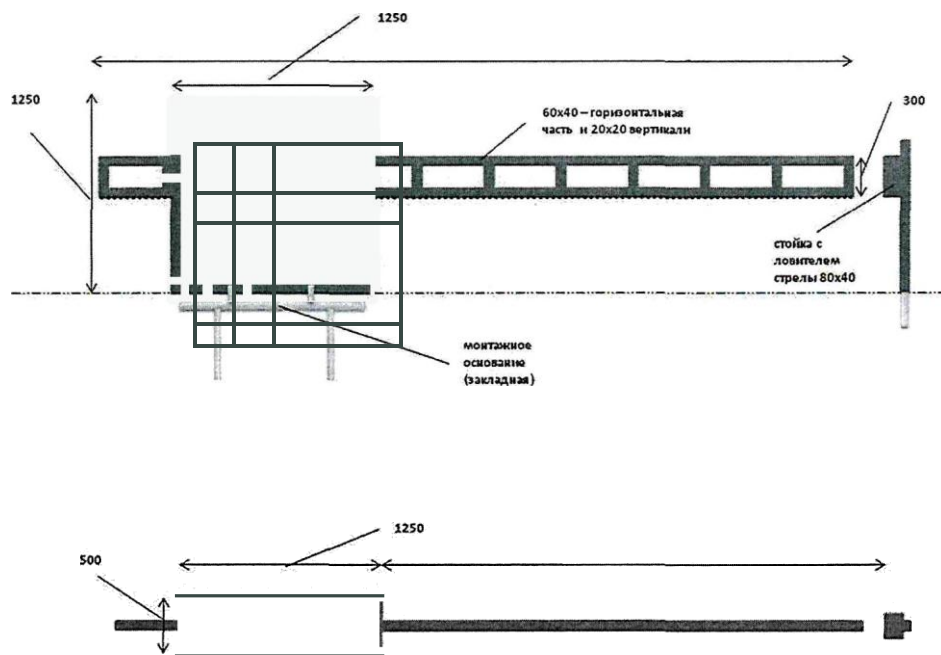 1250
1250
60x40 – горизонтальная
часть и 20x20 вертикали
300
стойка с
ловителем
стрелы 80x40
монтажное
основание
(закладная)
1250
500